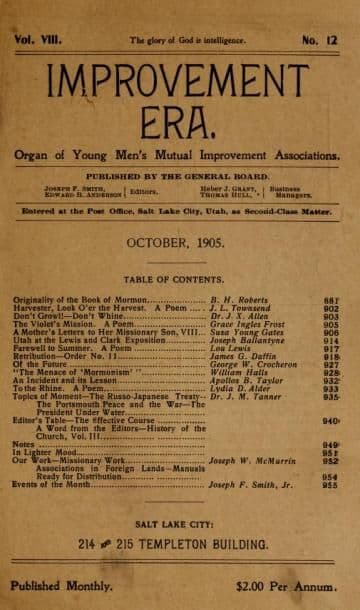 Vol. VIII. The glory of God is intelligence. No. 12
IMPROVEMENT
ERA.
Organ of Young Men's Mutual Improvement Associations.
PUBLISHED BY THE GENERAL BOARD.
JOSEPH F. SMITH, EDWARD H. ANDERSON } Editors. HEBER J. GRANT, THOMAS HULL, } Business Managers.
Entered at the Post Office, Salt Lake City, Utah, as Second-Class Matter.
OCTOBER, 1905.
TABLE OF CONTENTS.
Originality of the Book of Mormon..................... B. H. Roberts 881
Harvester, Look O'er the Harvest. A Poem ..... J. L. Townsend 902
Don't Growl!—Don't Whine........................ Dr. J. X. Allen 903
The Violet's Mission. A Poem...................... Grace Ingles Frost 905
A Mother's Letters to Her Missionary Son, VIII... Susa Young Gates 906
Utah at the Lewis and Clark Exposition............ Joseph Ballantyne 914
Farewell to Summer. A Poem ...................... Lou Lewis 917
Retribution—Order No. 11........................... James G. Duffin 918
Of the Future........................................ George W. Crocheron 927
"The Menace of 'Mormonism' "...................... William Halls 928
An Incident and its Lesson.......................... Apollos B. Taylor 932
To the Rhine. A Poem............................... Lydia D. Alder 933
Topics of Moment—The Russo-Japanese Treaty-- Dr. J. M. Tanner 935
The Portsmouth Peace and the War—The
President Under Water..........................
Editor's Table—The Effective Course .............. 940
A Word from the Editors—History of the
Church, Vol. III..................................
Notes ................................................ 949
In Lighter Mood...................................... 951
Our Work—Missionary Work.......................... Joseph W. McMurrin 952
Associations in Foreign Lands—Manuals
Ready for Distribution.......................... 954
Events of the Month................................. Joseph F. Smith, Jr. 955
SALT LAKE CITY:
214 215 TEMPLETON BUILDING.
Published Monthly. $2.00 Per Annum.